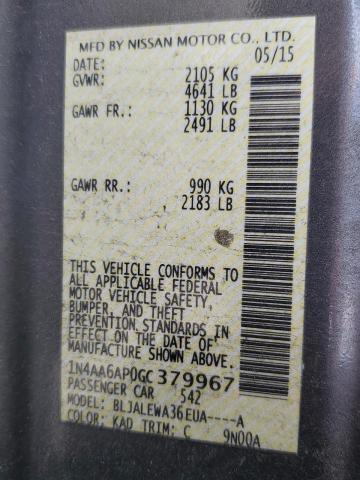 MFD BY NISSAN MOTOR CO., LTD.
DATE: 05/15
GVWR: 2105 KG
4641 LB
GAWR FR.: 1130 KG
2491 LB
GAWR RR.: 990 KG
2183 LB
THIS VEHICLE CONFORMS TO
ALL APPLICABLE FEDERAL
MOTOR VEHICLE SAFETY,
BUMPER, AND THEFT
PREVENTION STANDARDS IN
EFFECT ON THE DATE OF
MANUFACTURE SHOWN ABOVE.
1N4AA6AP0GC379967
PASSENGER CAR 542
MODEL: BLJALEWA36EUA----A
COLOR: KAD TRIM: C 9N00A